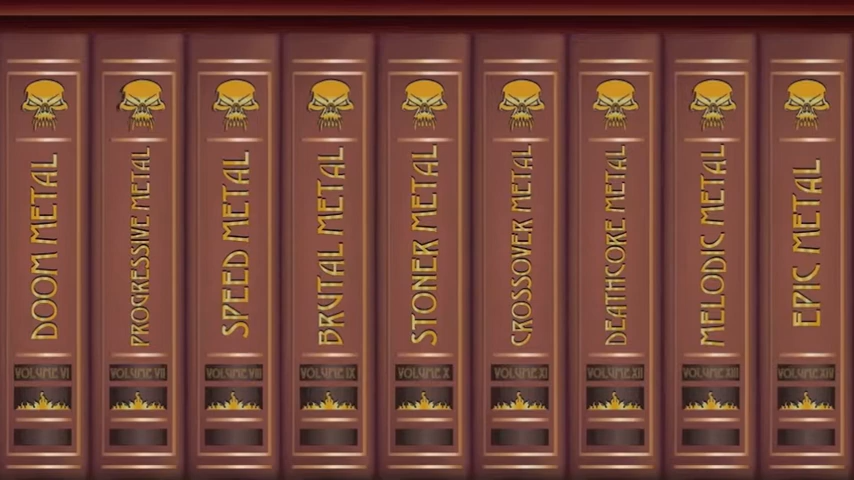 DOOM METAL
VOLUME VI
PROGRESSIVE METAL
VOLUME VII
SPEED METAL
VOLUME VIII
BRUTAL METAL
VOLUME IX
STONER METAL
VOLUME X
CROSSOVER METAL
VOLUME XI
DEATHCORE METAL
VOLUME XII
MELODIC METAL
VOLUME XIII
EPIC METAL
VOLUME XIV